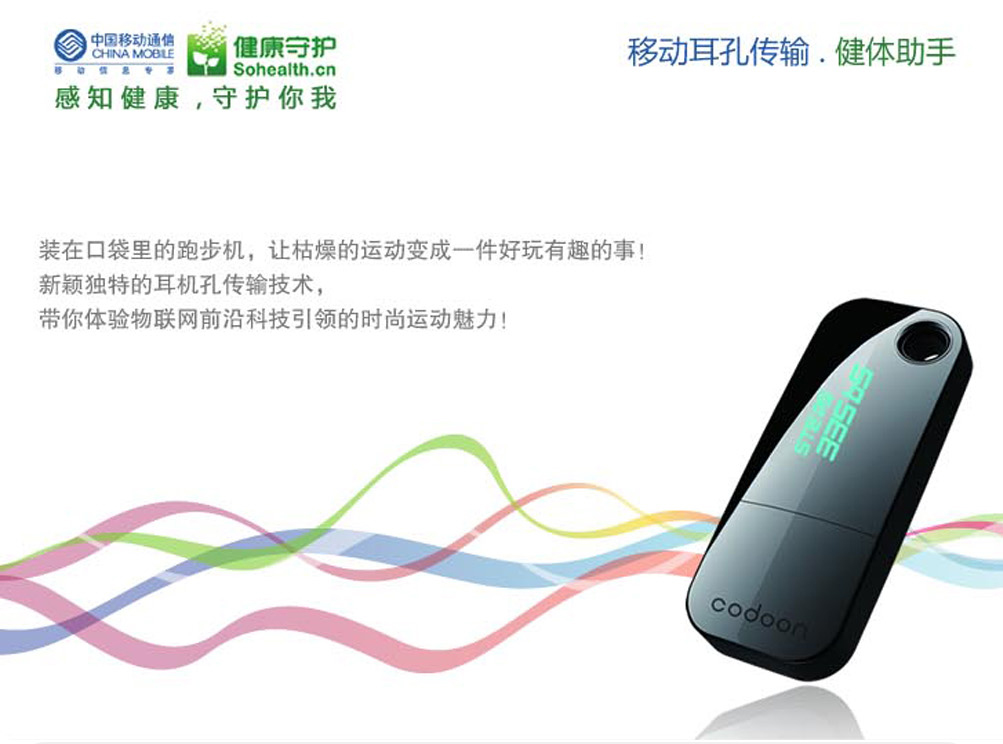 中国移动通信
CHINA MOBILE
移动信息专家
健康守护
Sohealth.cn
感知健康,守护你我
移动耳孔传输.健体助手
装在口袋里的跑步机，让枯燥的运动变成一件好玩有趣的事!
新颖独特的耳机孔传输技术，
带你体验物联网前沿科技引领的时尚运动魅力!
codoon